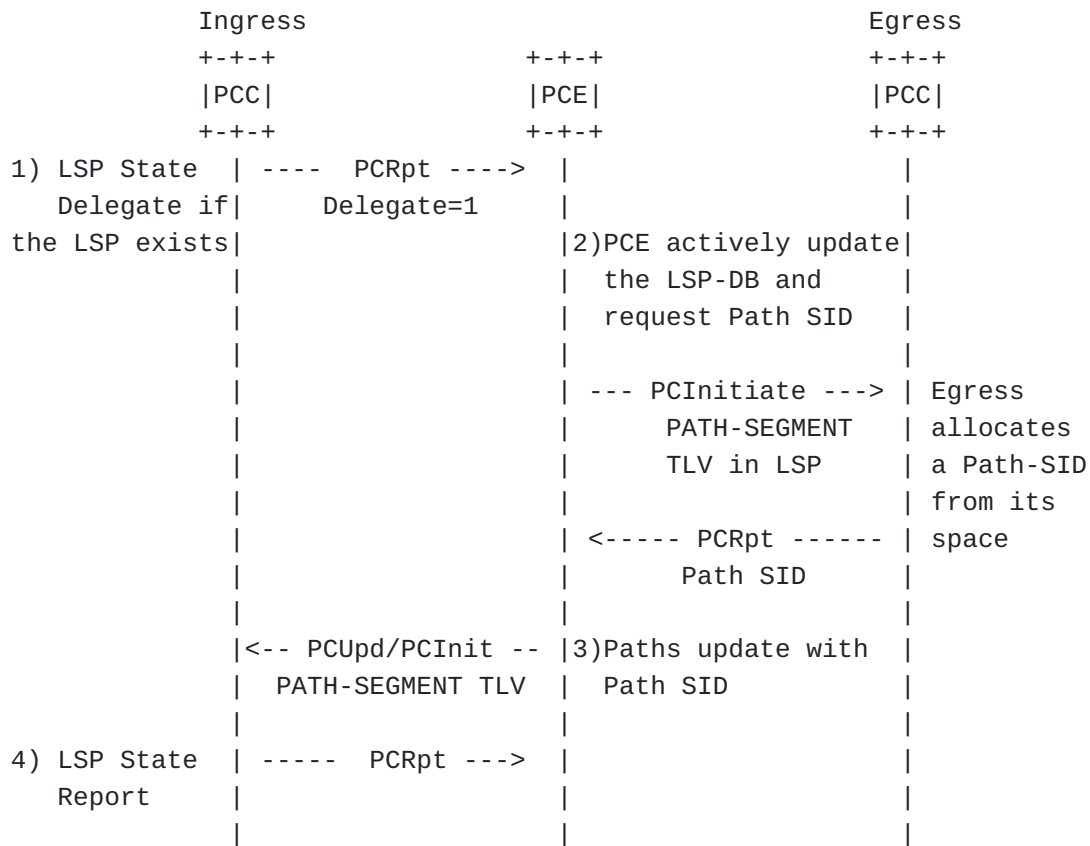 Ingress                                     Egress
            +-+-+                 +-+-+                 +-+-+
            |PCC|                 |PCE|                 |PCC|
            +-+-+                 +-+-+                 +-+-+
1) LSP State  | ----  PCRpt ---->   |                     |
   Delegate if|     Delegate=1      |                     |
the LSP exists|                     |2)PCE actively update|
              |                     |  the LSP-DB and     |
              |                     |  request Path SID   |
              |                     |                     |
              |                     | --- PCInitiate ---> | Egress
              |                     |      PATH-SEGMENT   | allocates
              |                     |      TLV in LSP     | a Path-SID
              |                     |                     | from its
              |                     | <----- PCRpt ------ | space
              |                     |       Path SID      |
              |                     |                     |
              |<-- PCUpd/PCInit --  |3)Paths update with  |
              |  PATH-SEGMENT TLV   |  Path SID           |
              |                     |                     |
4) LSP State  | -----  PCRpt --->   |                     |
   Report     |                     |                     |
              |                     |                     |